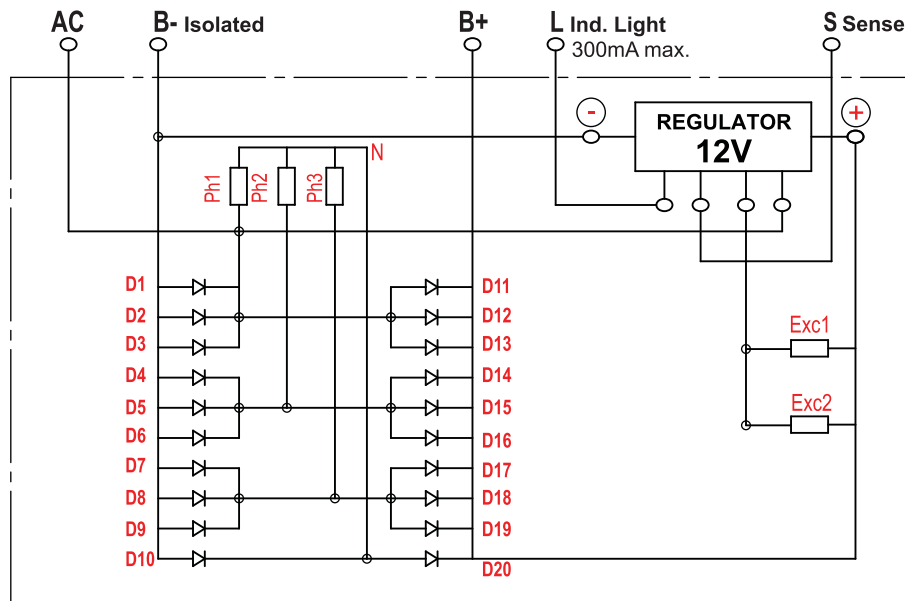 AC
B- Isolated
B+
L Ind. Light
300mA max.
S Sense
-
REGULATOR
12V
+
N
Ph1
Ph2
Ph3
D1
D2
D3
D4
D5
D6
D7
D8
D9
D10
D11
D12
D13
D14
D15
D16
D17
D18
D19
D20
Exc1
Exc2